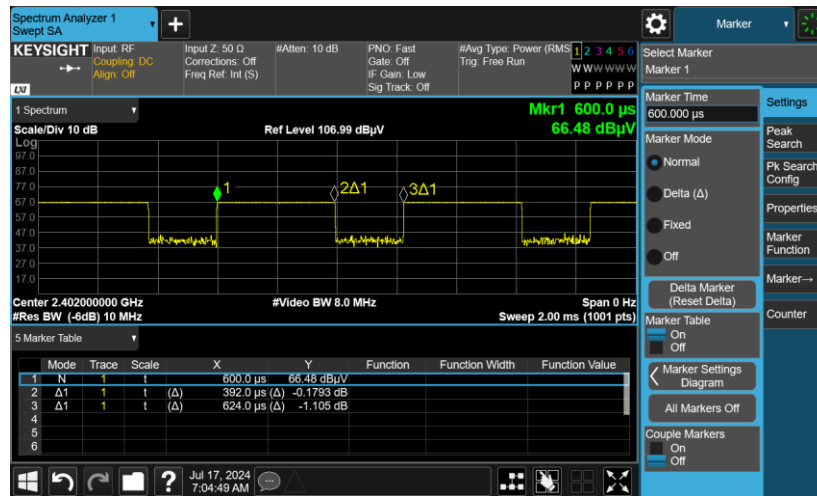 Spectrum Analyzer 1
Swept SA
Marker
KEYSIGHT
LXI
Input: RF
Coupling: DC
Align: Off
Input Z: 50 Ω
Corrections: Off
Freq Ref: Int (S)
#Atten: 10 dB
PNO: Fast
Gate: Off
IF Gain: Low
Sig Track: Off
#Avg Type: Power (RMS
Trig: Free Run
1 2 3 4 5 6
W W W W W W
P P P P P P
1 Spectrum
Scale/Div 10 dB
Ref Level 106.99 dBµV
Mkr1 600.0 µs
66.48 dBµV
Log
97.0
87.0
77.0
67.0
57.0
47.0
37.0
27.0
17.0
1
2Δ1
3Δ1
Center 2.402000000 GHz
#Video BW 8.0 MHz
Span 0 Hz
#Res BW (-6dB) 10 MHz
Sweep 2.00 ms (1001 pts)
5 Marker Table
Mode Trace Scale X Y Function Function Width Function Value
1 N 1 t 600.0 µs 66.48 dBµV
2 Δ1 1 t (Δ) 392.0 µs (Δ) -0.1793 dB
3 Δ1 1 t (Δ) 624.0 µs (Δ) -1.105 dB
4
5
6
?
Jul 17, 2024
7:04:49 AM
Select Marker
Marker 1
Marker Time
600.000 µs
Marker Mode
Normal
Delta (Δ)
Fixed
Off
Delta Marker
(Reset Delta)
Marker Table
On
Off
Marker Settings
Diagram
All Markers Off
Couple Markers
On
Off
Settings
Peak
Search
Pk Search
Config
Properties
Marker
Function
Marker→
Counter